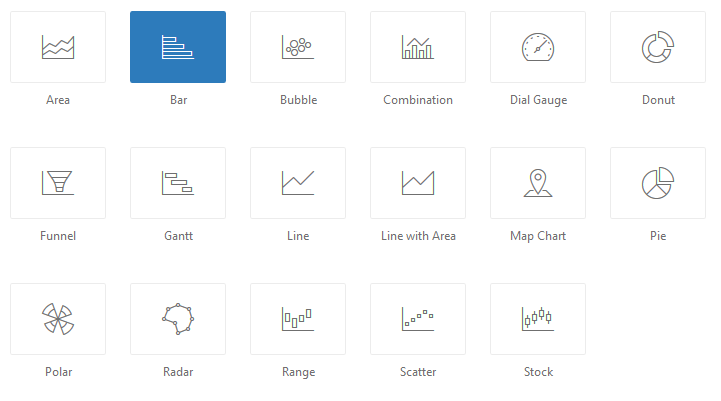 Area
Bar
Bubble
Combination
Dial Gauge
Donut
Funnel
Gantt
Line
Line with Area
Map Chart
Pie
Polar
Radar
Range
Scatter
Stock